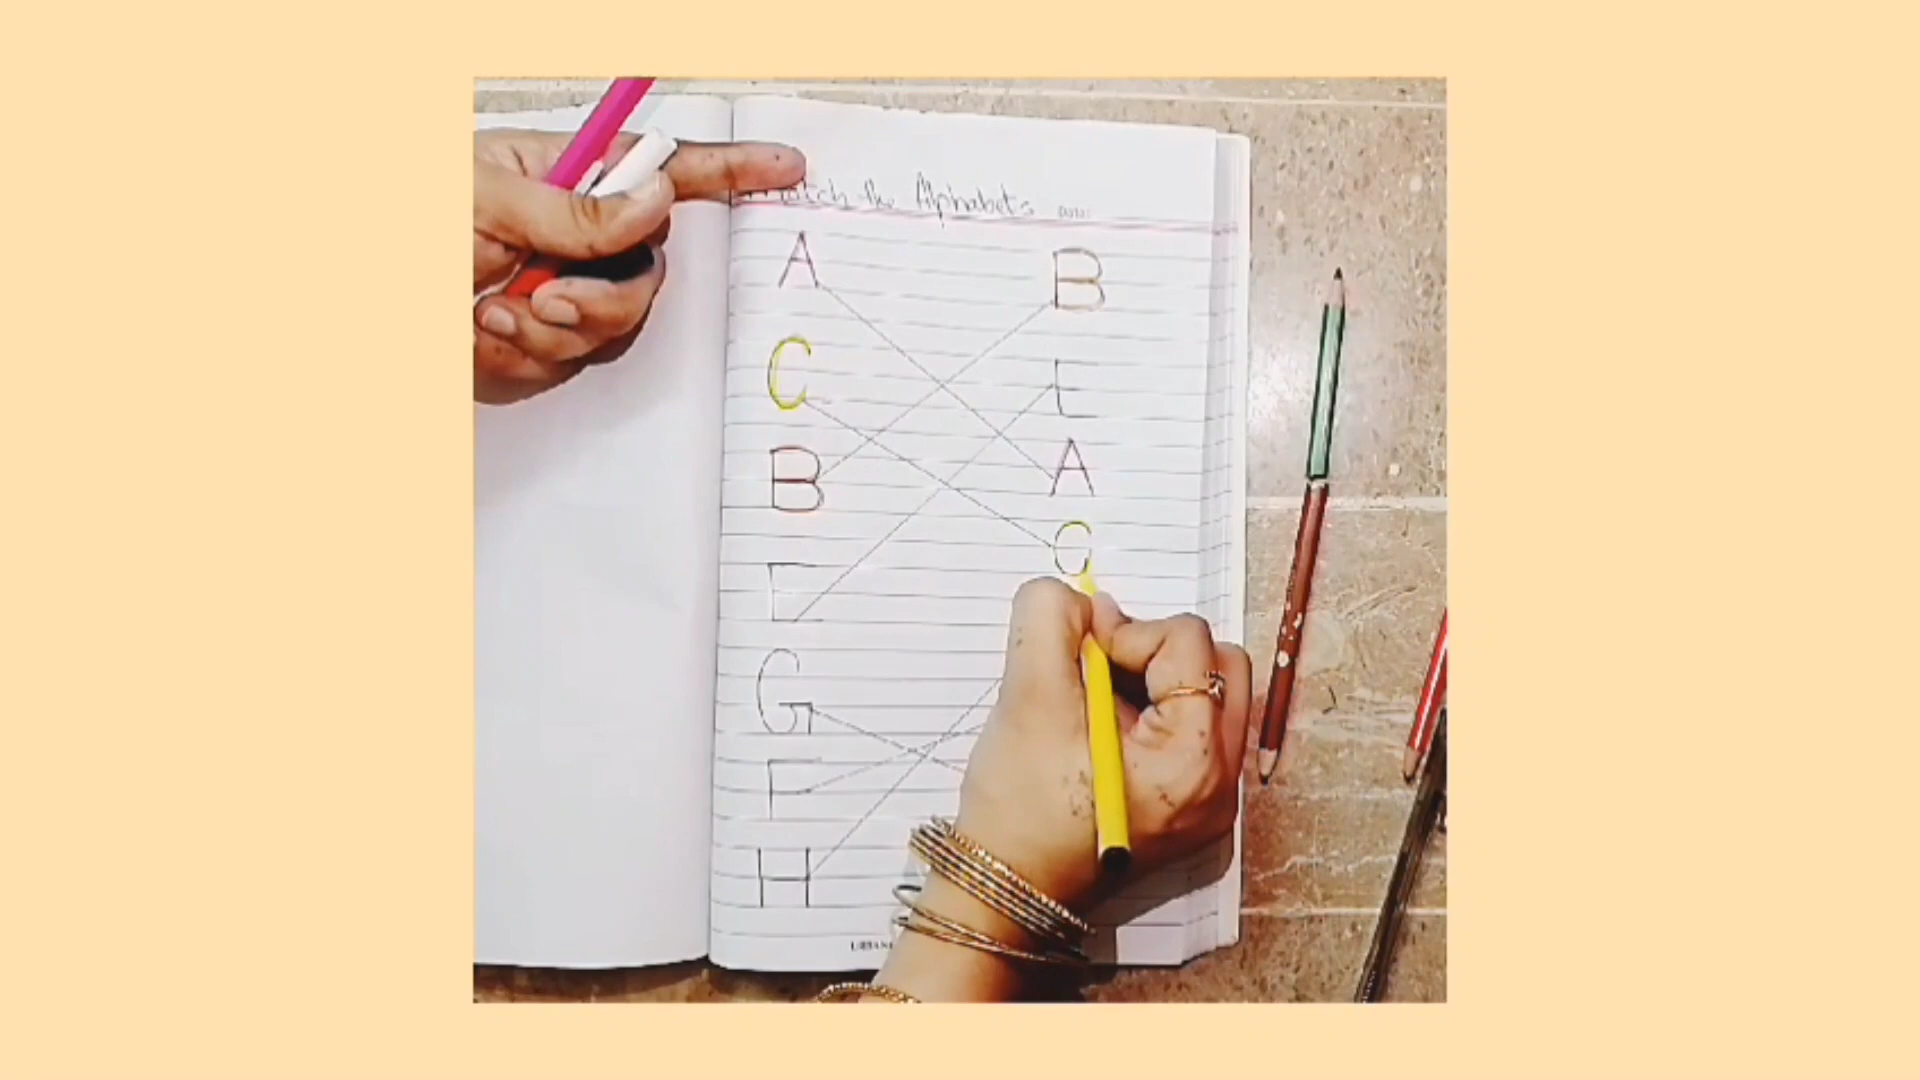 Match the Alphabets
A B
C E
B A
E C
G
F
H